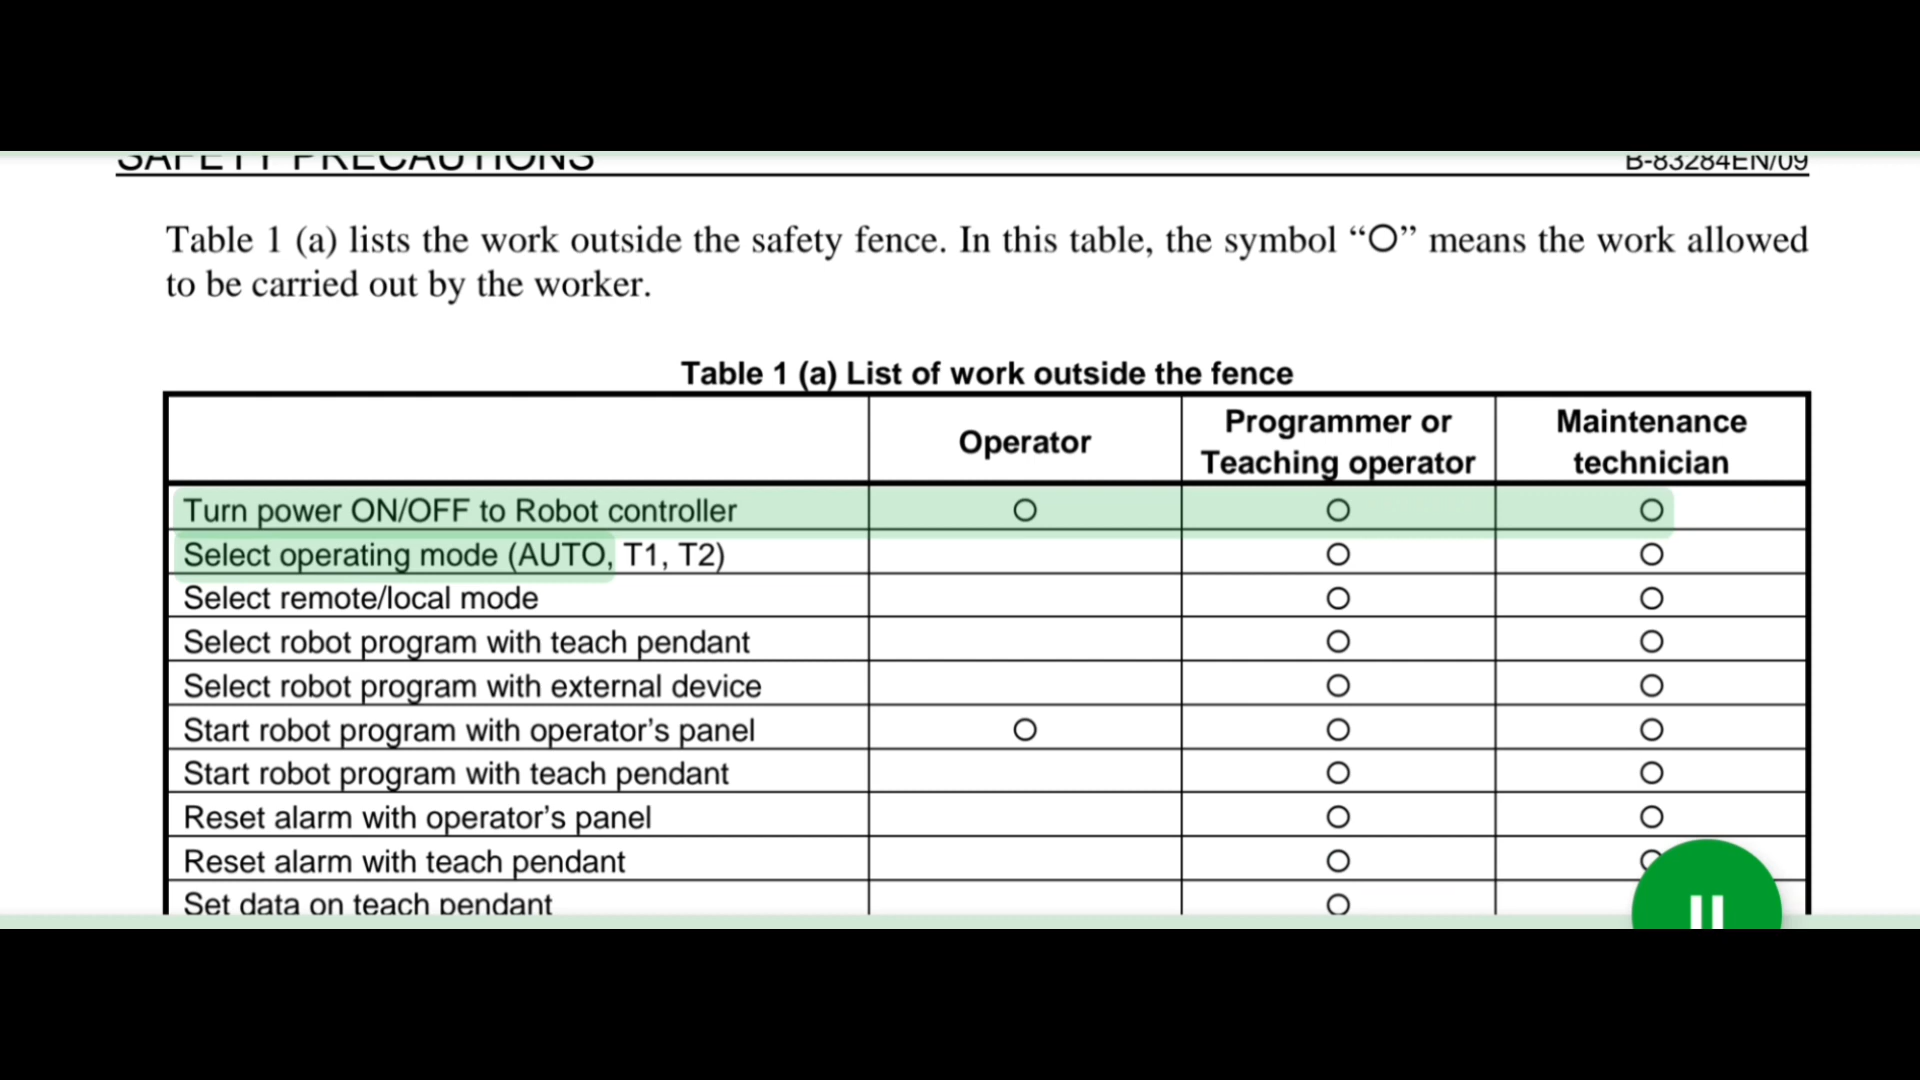 SAFETY PRECAUTIONS B-83284EN/09
Table 1 (a) lists the work outside the safety fence. In this table, the symbol “○” means the work allowed
to be carried out by the worker.
Table 1 (a) List of work outside the fence
Operator Programmer or Teaching operator Maintenance technician
Turn power ON/OFF to Robot controller ○ ○ ○
Select operating mode (AUTO, T1, T2) ○ ○
Select remote/local mode ○ ○
Select robot program with teach pendant ○ ○
Select robot program with external device ○ ○
Start robot program with operator’s panel ○ ○ ○
Start robot program with teach pendant ○ ○
Reset alarm with operator’s panel ○ ○
Reset alarm with teach pendant ○ ○
Set data on teach pendant ○